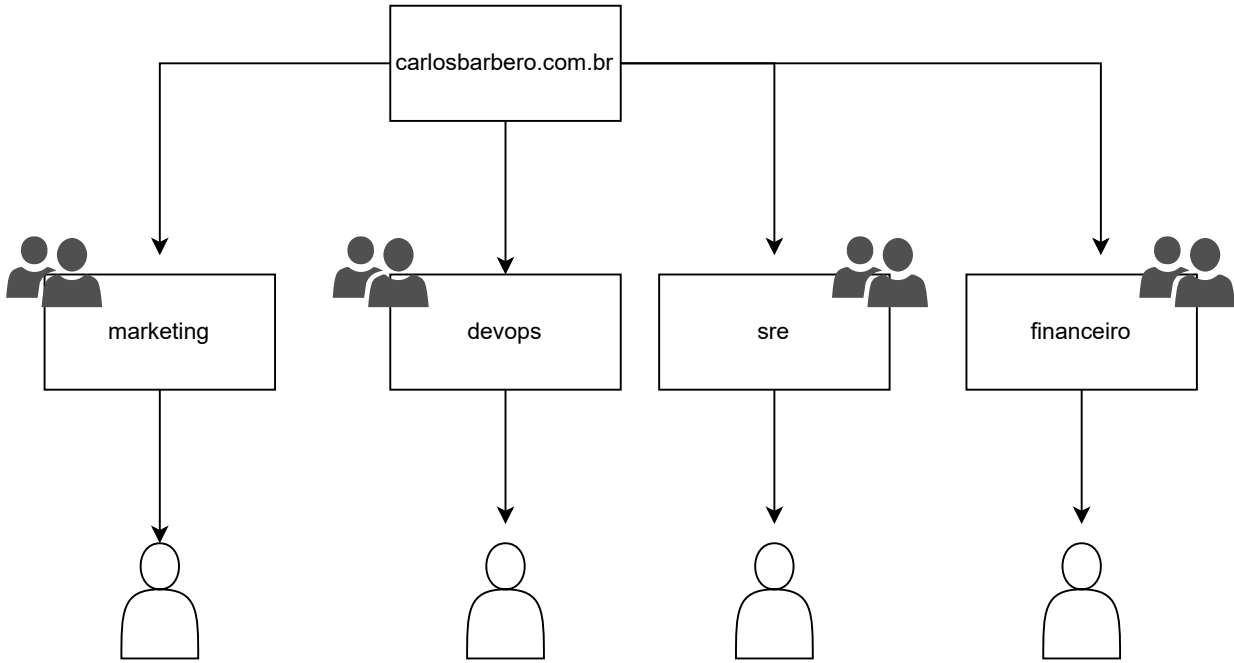 carlosbarbero.com.br
marketing
devops
sre
financeiro